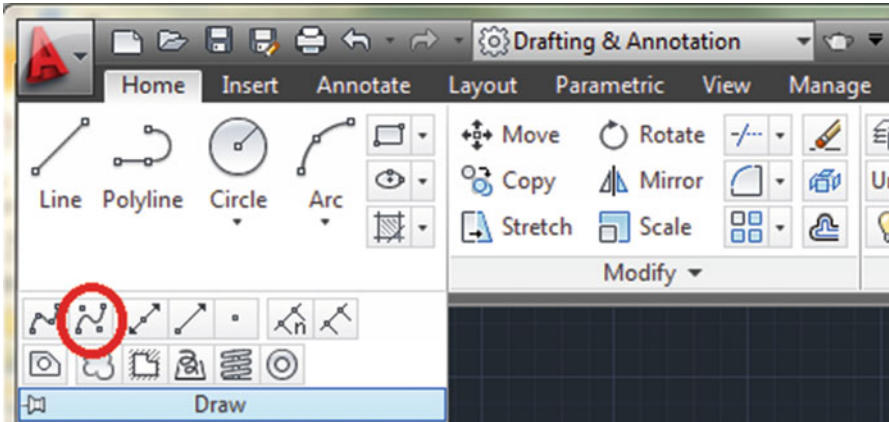 Drafting & Annotation
Home Insert Annotate Layout Parametric View Manage
Line Polyline Circle Arc
Move Rotate
Copy Mirror
Stretch Scale
Modify
n
Draw